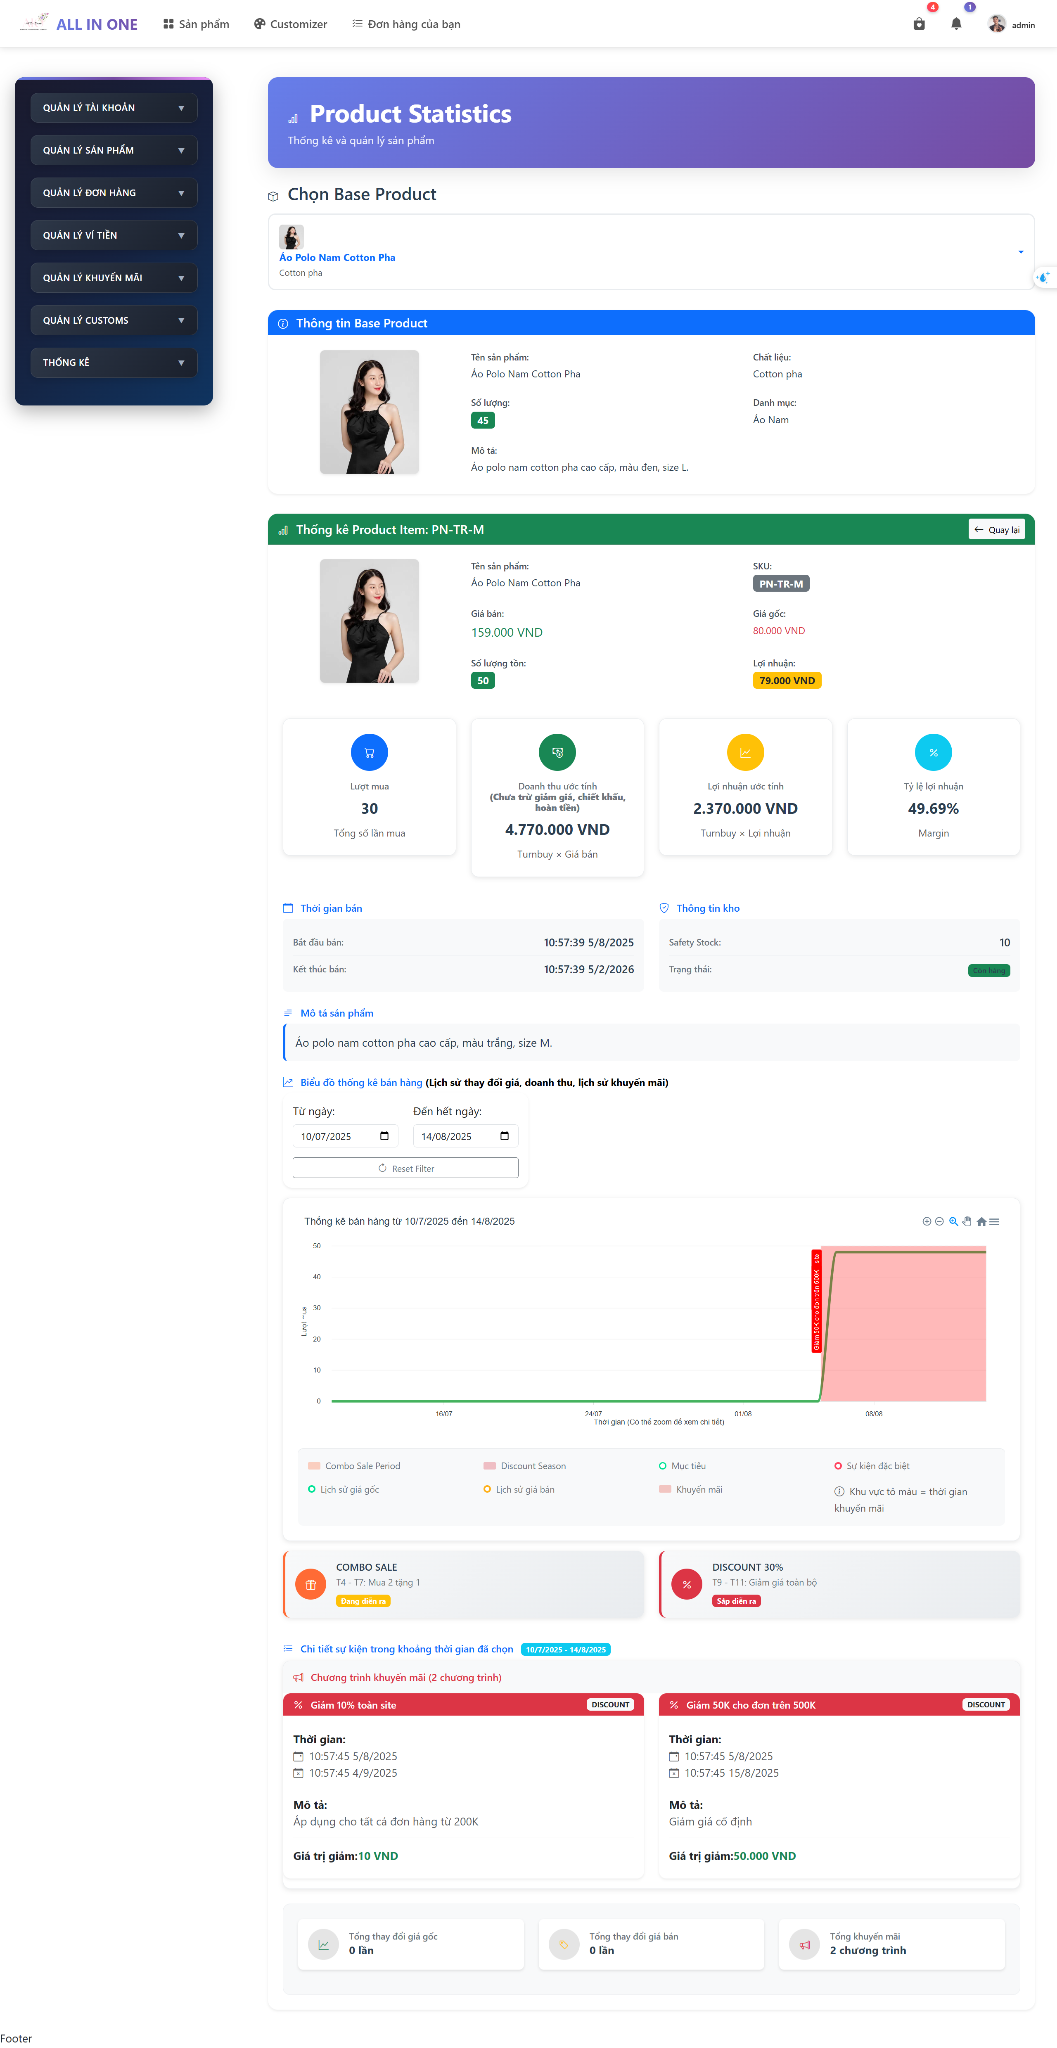 ALL IN ONE
Sản phẩm
Customizer
Đơn hàng của bạn
4
1
admin
QUẢN LÝ TÀI KHOẢN ▼
QUẢN LÝ SẢN PHẨM ▼
QUẢN LÝ ĐƠN HÀNG ▼
QUẢN LÝ VÍ TIỀN ▼
QUẢN LÝ KHUYẾN MÃI ▼
QUẢN LÝ CUSTOMS ▼
THỐNG KÊ ▼
Product Statistics
Thống kê và quản lý sản phẩm
Chọn Base Product
Áo Polo Nam Cotton Pha
Cotton pha
Thông tin Base Product
Tên sản phẩm:
Áo Polo Nam Cotton Pha
Chất liệu:
Cotton pha
Số lượng:
45
Danh mục:
Áo Nam
Mô tả:
Áo polo nam cotton pha cao cấp, màu đen, size L.
Thống kê Product Item: PN-TR-M
← Quay lại
Tên sản phẩm:
Áo Polo Nam Cotton Pha
SKU:
PN-TR-M
Giá bán:
159.000 VND
Giá gốc:
80.000 VND
Số lượng tồn:
50
Lợi nhuận:
79.000 VND
Lượt mua
30
Tổng số lần mua
Doanh thu ước tính
(Chưa trừ giảm giá, chiết khấu,
hoàn tiền)
4.770.000 VND
Turnbuy × Giá bán
Lợi nhuận ước tính
2.370.000 VND
Turnbuy × Lợi nhuận
Tỷ lệ lợi nhuận
49.69%
Margin
Thời gian bán
Bắt đầu bán: 10:57:39 5/8/2025
Kết thúc bán: 10:57:39 5/2/2026
Thông tin kho
Safety Stock: 10
Trạng thái: Còn hàng
Mô tả sản phẩm
Áo polo nam cotton pha cao cấp, màu trắng, size M.
Biểu đồ thống kê bán hàng (Lịch sử thay đổi giá, doanh thu, lịch sử khuyến mãi)
Từ ngày:
Đến hết ngày:
10/07/2025
14/08/2025
Reset Filter
Thống kê bán hàng từ 10/7/2025 đến 14/8/2025
50
40
30
20
10
0
Lượt mua
Giảm 50K cho đơn trên 500K
16/07
24/07
01/08
08/08
Thời gian (Có thể zoom để xem chi tiết)
Combo Sale Period
Discount Season
Mục tiêu
Sự kiện đặc biệt
Lịch sử giá gốc
Lịch sử giá bán
Khuyến mãi
Khu vực tô màu = thời gian
khuyến mãi
COMBO SALE
T4 - T7: Mua 2 tặng 1
Đang diễn ra
DISCOUNT 30%
T9 - T11: Giảm giá toàn bộ
Sắp diễn ra
Chi tiết sự kiện trong khoảng thời gian đã chọn 10/7/2025 - 14/8/2025
Chương trình khuyến mãi (2 chương trình)
Giảm 10% toàn site
DISCOUNT
Thời gian:
10:57:45 5/8/2025
10:57:45 4/9/2025
Mô tả:
Áp dụng cho tất cả đơn hàng từ 200K
Giá trị giảm:10 VND
Giảm 50K cho đơn trên 500K
DISCOUNT
Thời gian:
10:57:45 5/8/2025
10:57:45 15/8/2025
Mô tả:
Giảm giá cố định
Giá trị giảm:50.000 VND
Tổng thay đổi giá gốc
0 lần
Tổng thay đổi giá bán
0 lần
Tổng khuyến mãi
2 chương trình
Footer